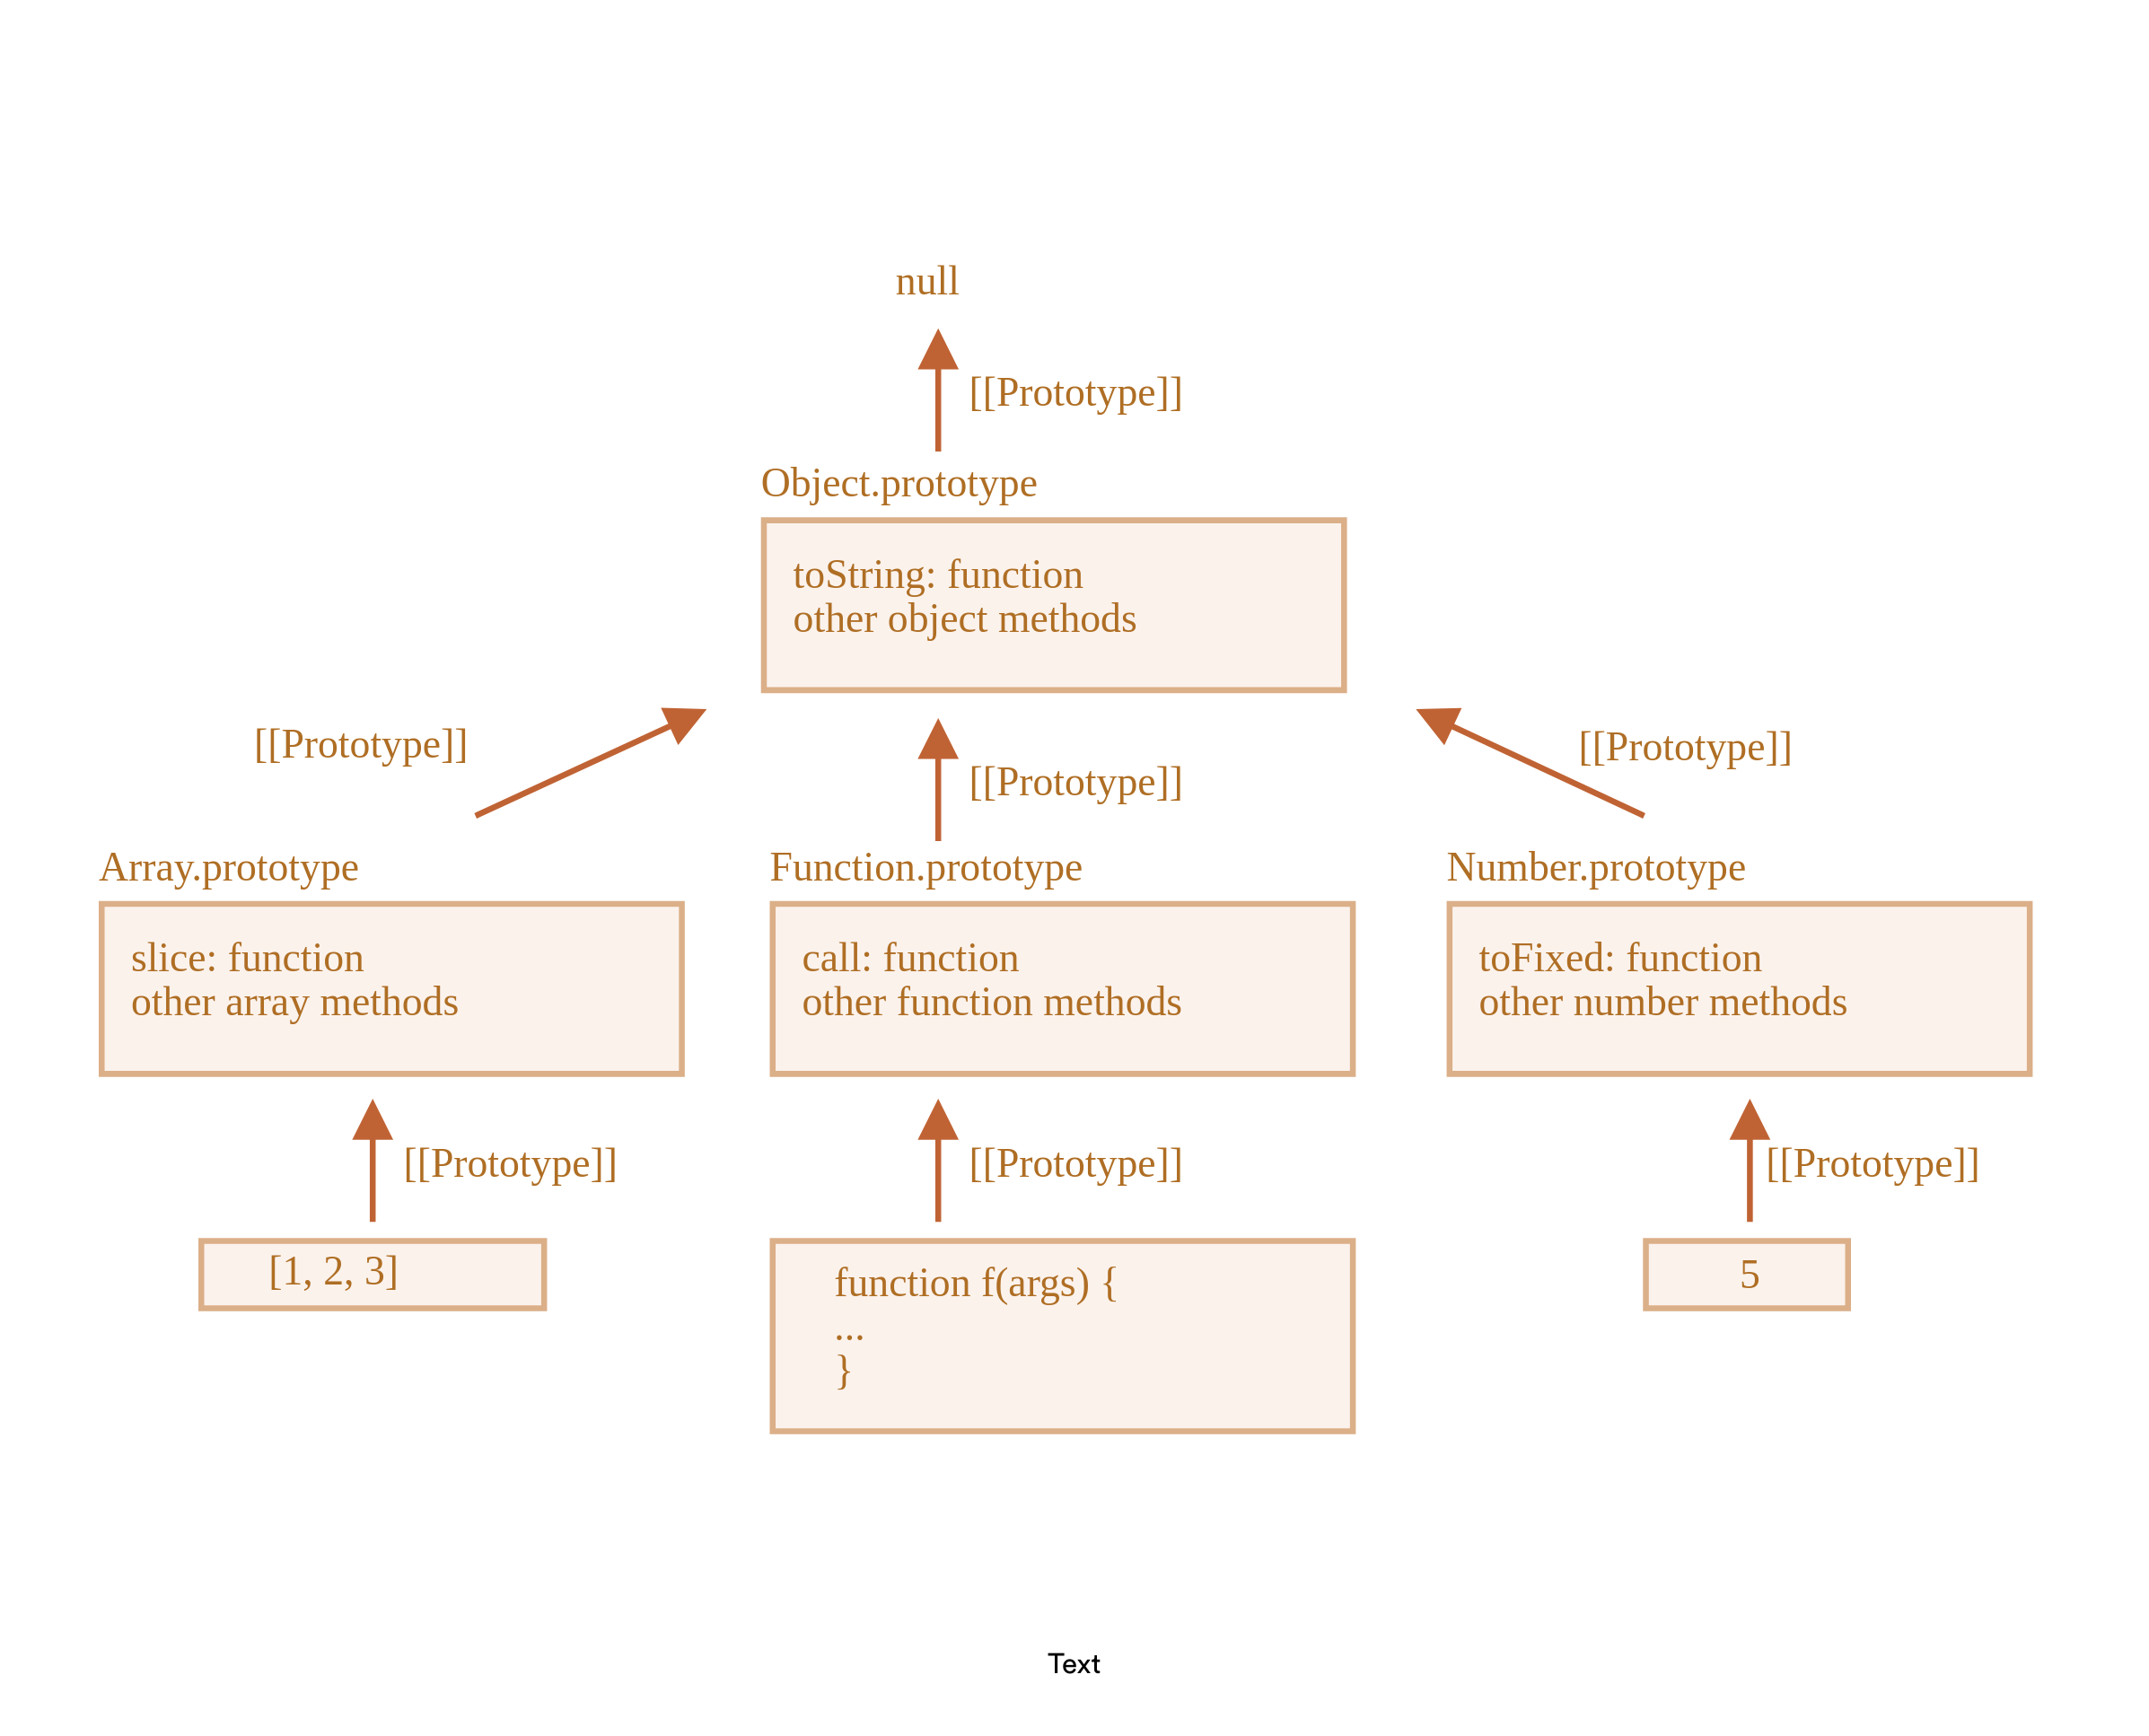 null
[[Prototype]]
Object.prototype
toString: function
other object methods
[[Prototype]]
[[Prototype]]
[[Prototype]]
Array.prototype
Function.prototype
Number.prototype
slice: function
other array methods
call: function
other function methods
toFixed: function
other number methods
[[Prototype]]
[[Prototype]]
[[Prototype]]
[1, 2, 3]
function f(args) {
...
}
5
Text